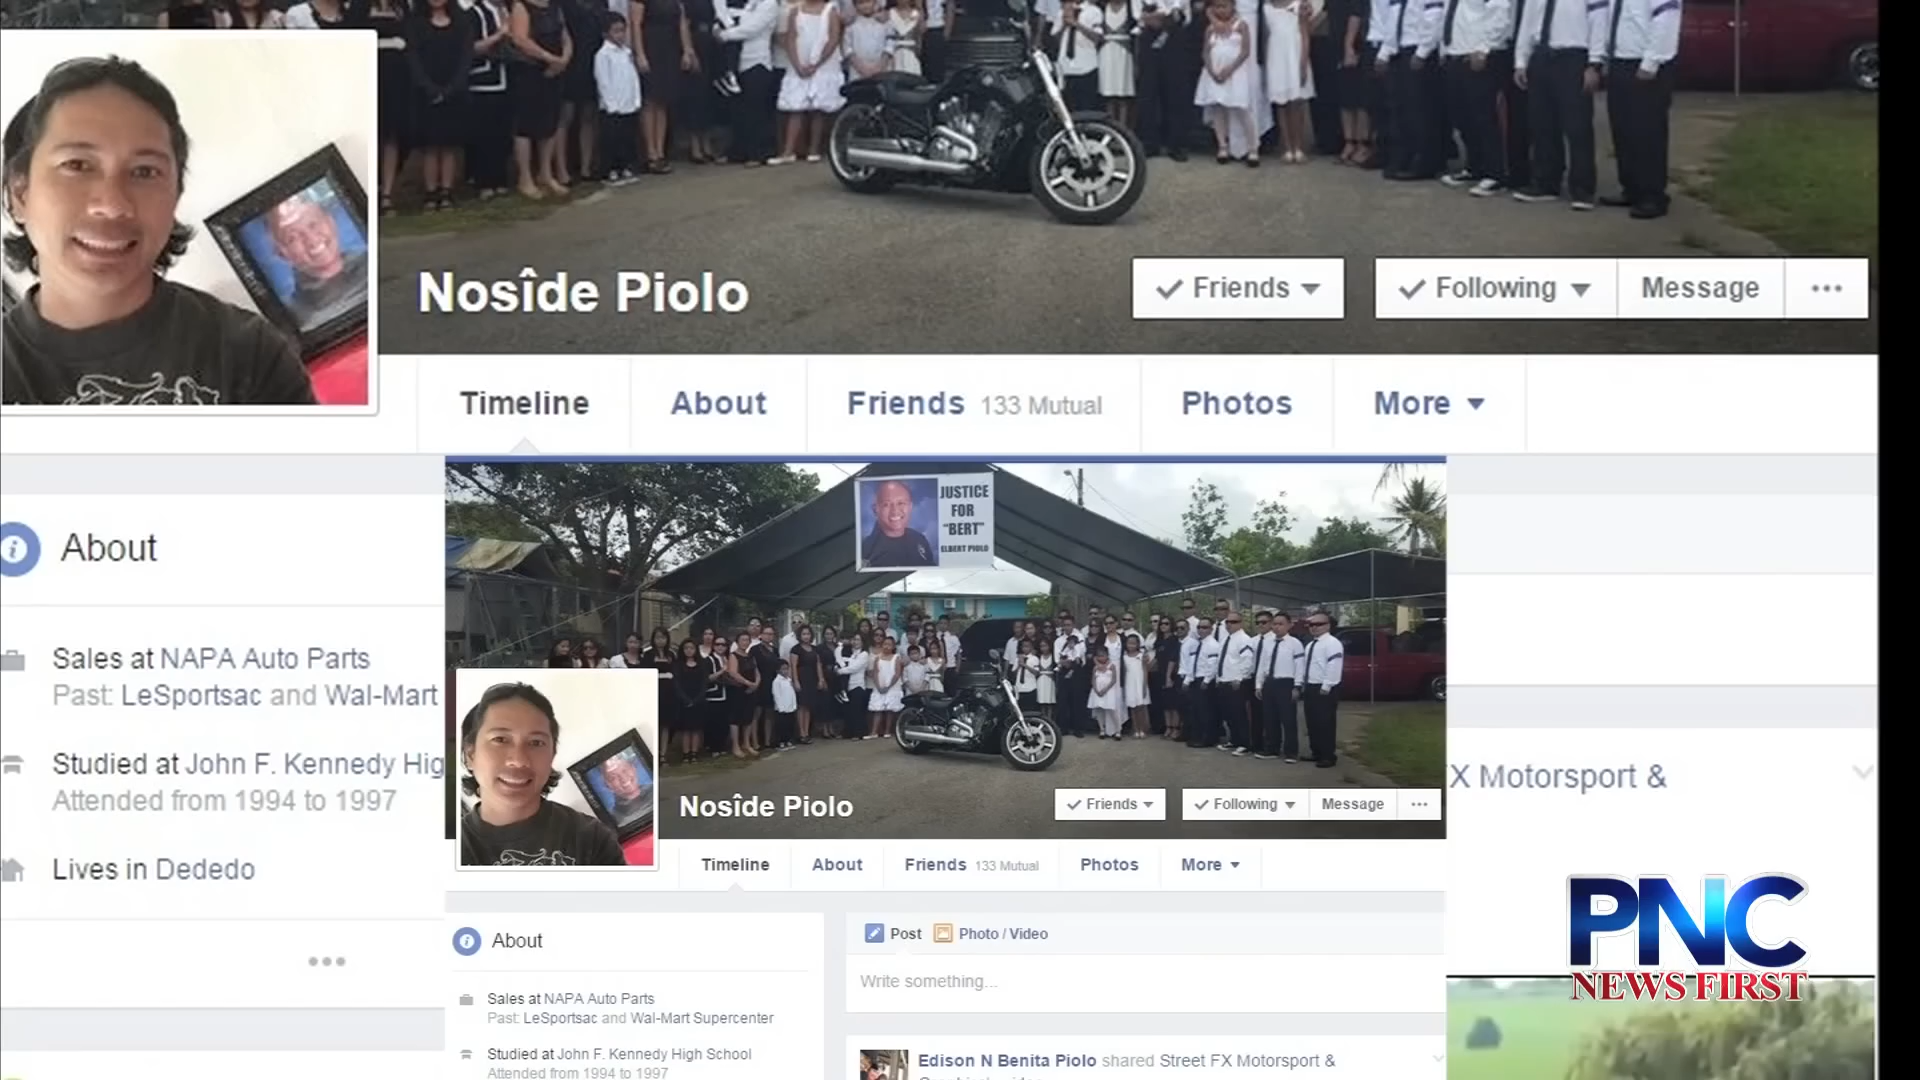 Nosîde Piolo
Friends
Following
Message
Timeline
About
Friends 133 Mutual
Photos
More
About
Sales at NAPA Auto Parts
Past: LeSportsac and Wal-Mart
Studied at John F. Kennedy Hig
Attended from 1994 to 1997
Lives in Dededo
JUSTICE
FOR
"BERT"
ELBERT PIOLO
Nosîde Piolo
Friends
Following
Message
Timeline
About
Friends 133 Mutual
Photos
More
About
Sales at NAPA Auto Parts
Past: LeSportsac and Wal-Mart Supercenter
Studied at John F. Kennedy High School
Attended from 1994 to 1997
Post
Photo / Video
Write something...
Edison N Benita Piolo shared Street FX Motorsport &
X Motorsport &
PNC
NEWS FIRST